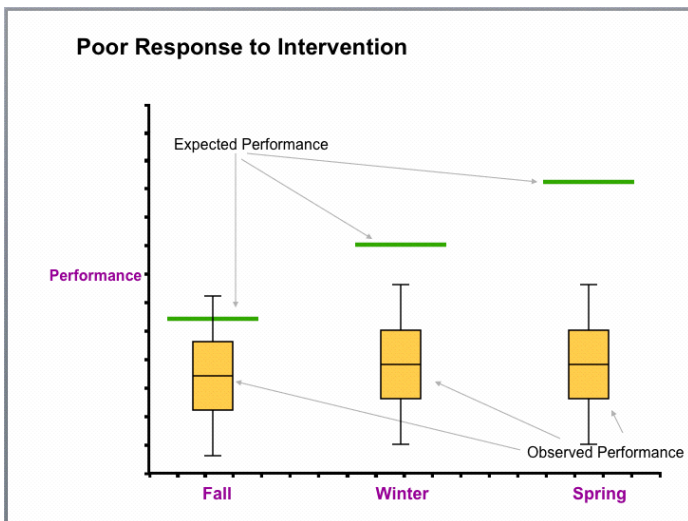 Poor Response to Intervention
Expected Performance
Performance
Observed Performance
Fall
Winter
Spring